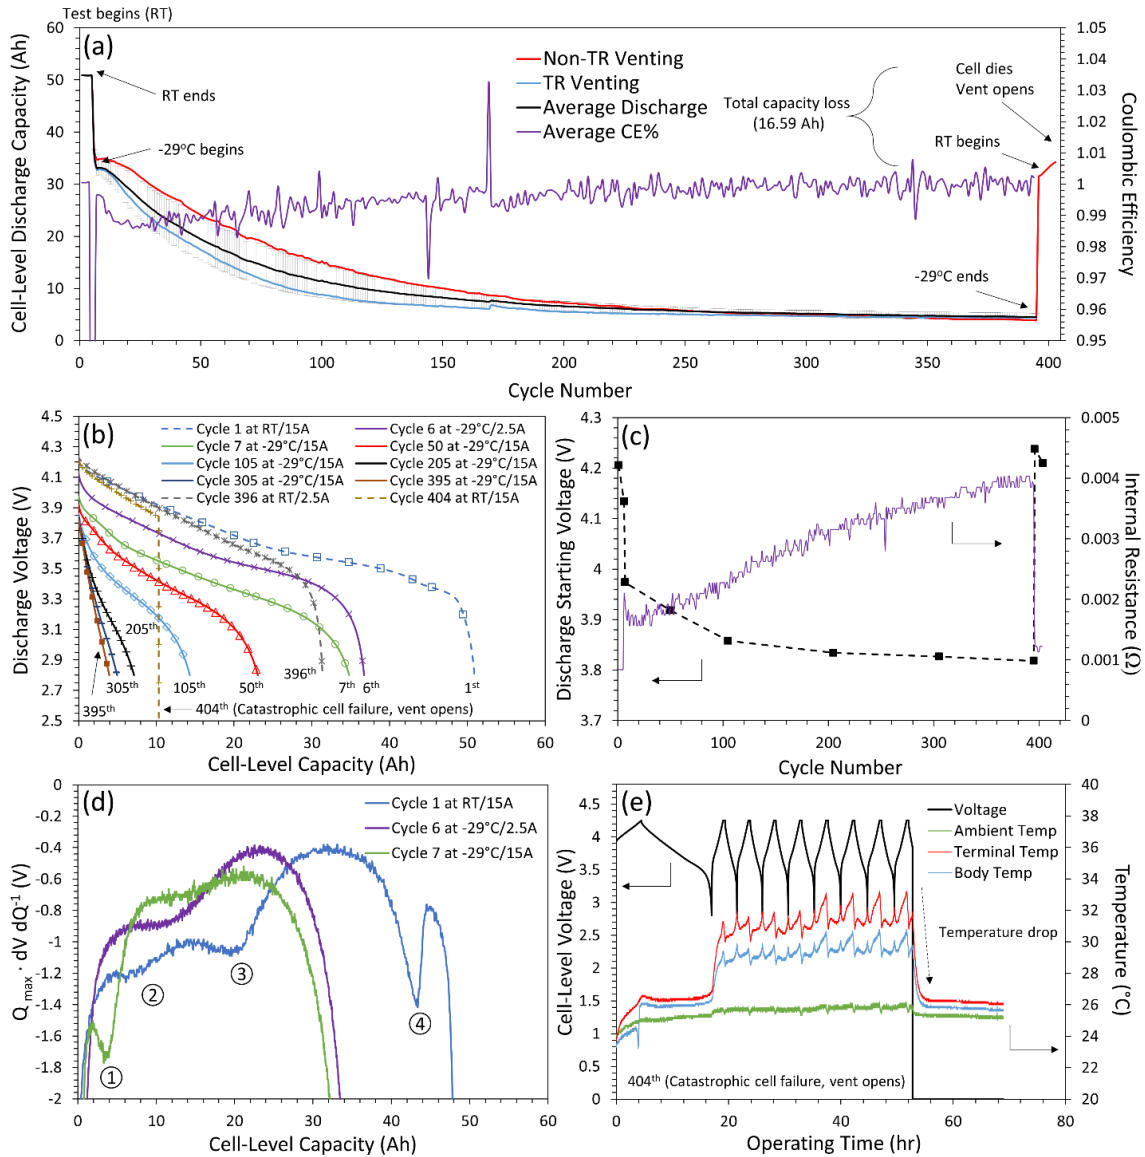 Test begins (RT)
(a)
60
50
40
30
20
10
0
Cell-Level Discharge Capacity (Ah)
RT ends
-29°C begins
Non-TR Venting
TR Venting
Average Discharge
Average CE%
Total capacity loss
(16.59 Ah)
Cell dies
Vent opens
RT begins
-29°C ends
1.05
1.04
1.03
1.02
1.01
1
0.99
0.98
0.97
0.96
0.95
Coulombic Efficiency
0 50 100 150 200 250 300 350 400
Cycle Number
(b)
4.5
4.3
4.1
3.9
3.7
3.5
3.3
3.1
2.9
2.7
2.5
Discharge Voltage (V)
Cycle 1 at RT/15A
Cycle 6 at -29°C/2.5A
Cycle 7 at -29°C/15A
Cycle 50 at -29°C/15A
Cycle 105 at -29°C/15A
Cycle 205 at -29°C/15A
Cycle 305 at -29°C/15A
Cycle 395 at -29°C/15A
Cycle 396 at RT/2.5A
Cycle 404 at RT/15A
205th
305th
105th
50th
396th
7th
6th
1st
395th
404th (Catastrophic cell failure, vent opens)
0 10 20 30 40 50 60
Cell-Level Capacity (Ah)
(c)
4.3
4.2
4.1
4
3.9
3.8
3.7
Discharge Starting Voltage (V)
0.005
0.004
0.003
0.002
0.001
0
Internal Resistance (Ω)
0 100 200 300 400
Cycle Number
(d)
-0
-0.2
-0.4
-0.6
-0.8
-1
-1.2
-1.4
-1.6
-1.8
-2
Qmax · dV dQ-1 (V)
Cycle 1 at RT/15A
Cycle 6 at -29°C/2.5A
Cycle 7 at -29°C/15A
1
2
3
4
0 10 20 30 40 50 60
Cell-Level Capacity (Ah)
(e)
4.5
4
3.5
3
2.5
2
1.5
1
0.5
0
Cell-Level Voltage (V)
Voltage
Ambient Temp
Terminal Temp
Body Temp
Temperature drop
404th (Catastrophic cell failure, vent opens)
40
38
36
34
32
30
28
26
24
22
20
Temperature (°C)
0 20 40 60 80
Operating Time (hr)